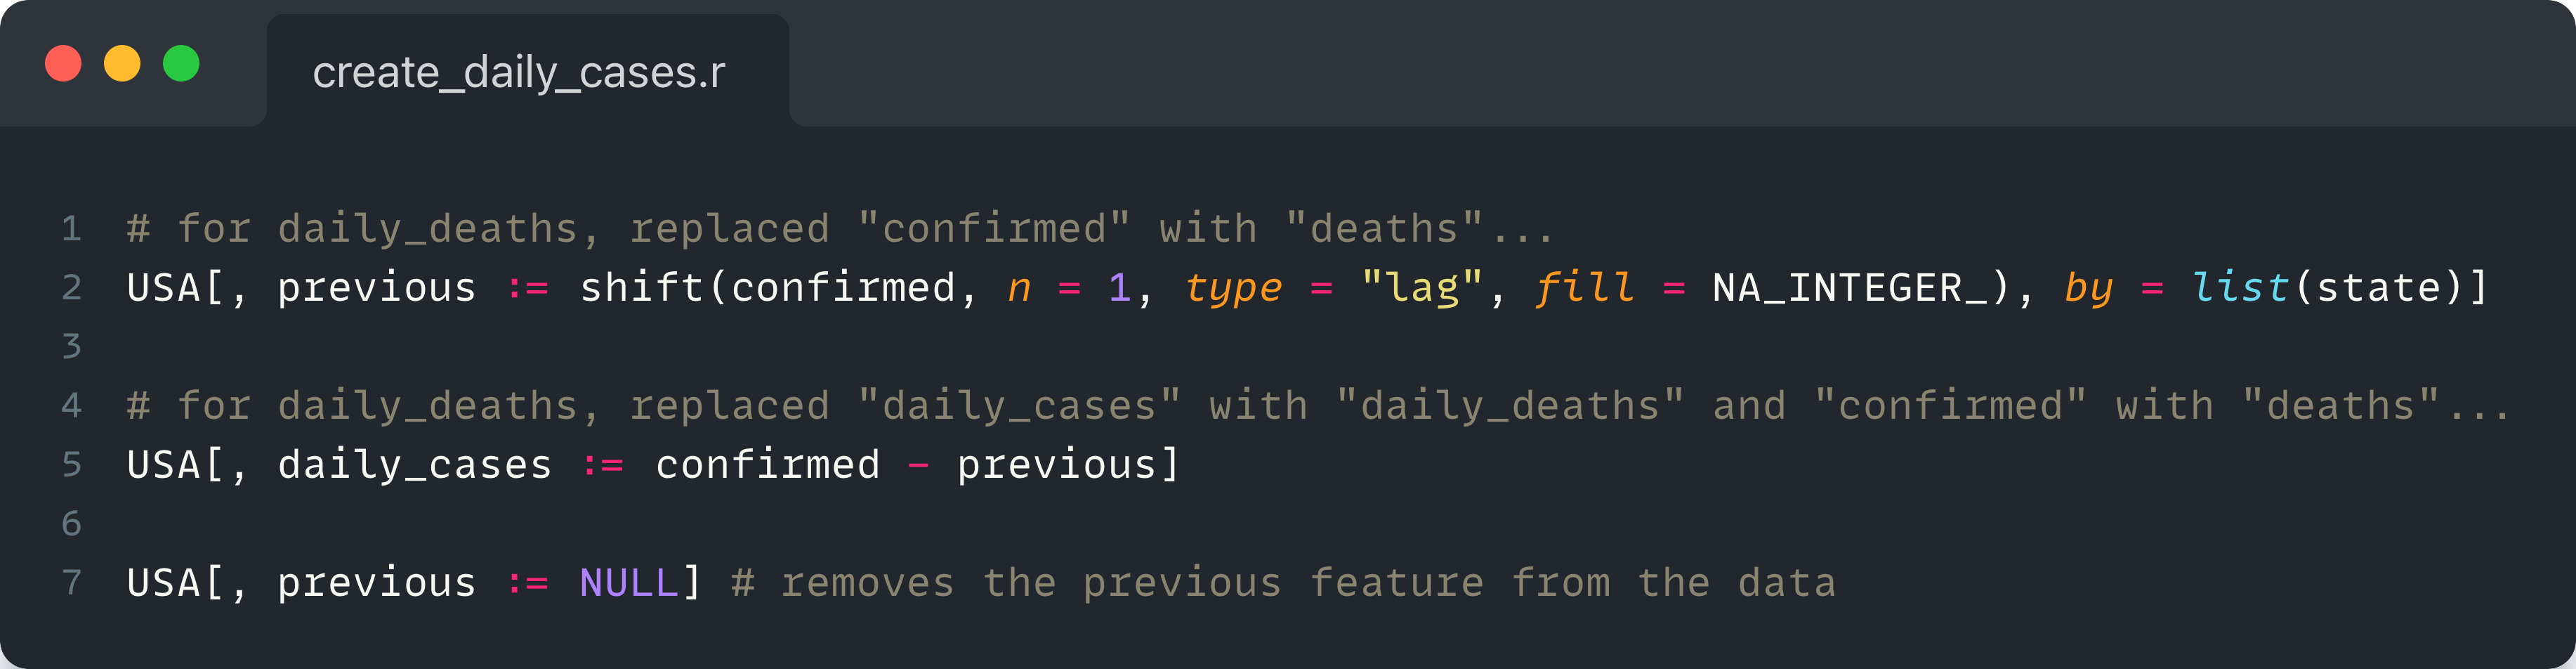 create_daily_cases.r
1 # for daily_deaths, replaced "confirmed" with "deaths"...
2 USA[, previous := shift(confirmed, n = 1, type = "lag", fill = NA_INTEGER_), by = list(state)]
3
4 # for daily_deaths, replaced "daily_cases" with "daily_deaths" and "confirmed" with "deaths"...
5 USA[, daily_cases := confirmed - previous]
6
7 USA[, previous := NULL] # removes the previous feature from the data